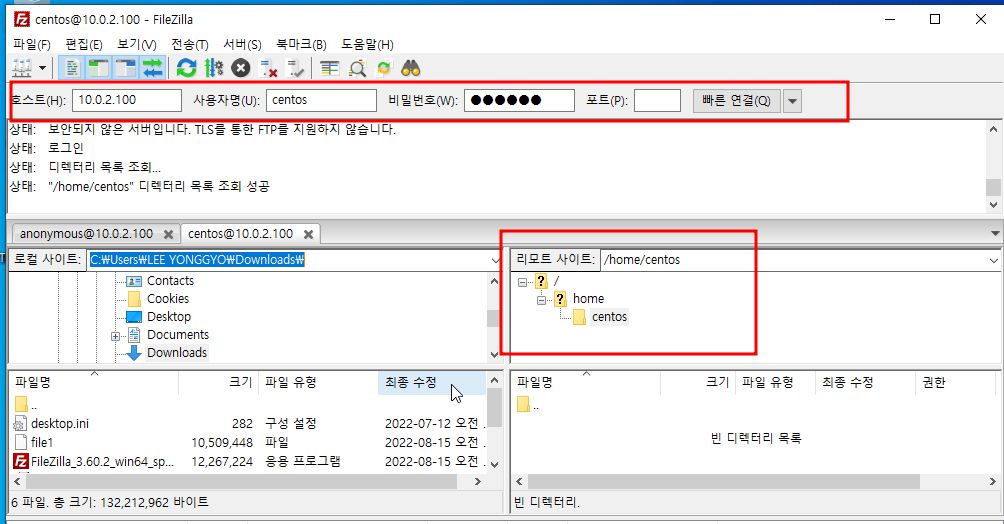 centos@10.0.2.100 - FileZilla
파일(F) 편집(E) 보기(V) 전송(T) 서버(S) 북마크(B) 도움말(H)
호스트(H): 10.0.2.100 사용자명(U): centos 비밀번호(W): ●●●●●● 포트(P): 빠른 연결(Q)
상태: 보안되지 않은 서버입니다. TLS를 통한 FTP를 지원하지 않습니다.
상태: 로그인
상태: 디렉터리 목록 조회...
상태: "/home/centos" 디렉터리 목록 조회 성공
anonymous@10.0.2.100 centos@10.0.2.100
로컬 사이트: C:\Users\LEE YONGGYO\Downloads\
Contacts
Cookies
Desktop
Documents
Downloads
리모트 사이트: /home/centos
/
home
centos
파일명 크기 파일 유형 최종 수정
..
desktop.ini 282 구성 설정 2022-07-12 오전 .
file1 10,509,448 파일 2022-08-15 오전 .
FileZilla_3.60.2_win64_sp... 12,267,224 응용 프로그램 2022-08-15 오전 .
6 파일. 총 크기: 132,212,962 바이트
파일명 크기 파일 유형 최종 수정 권한
..
빈 디렉터리 목록
빈 디렉터리.